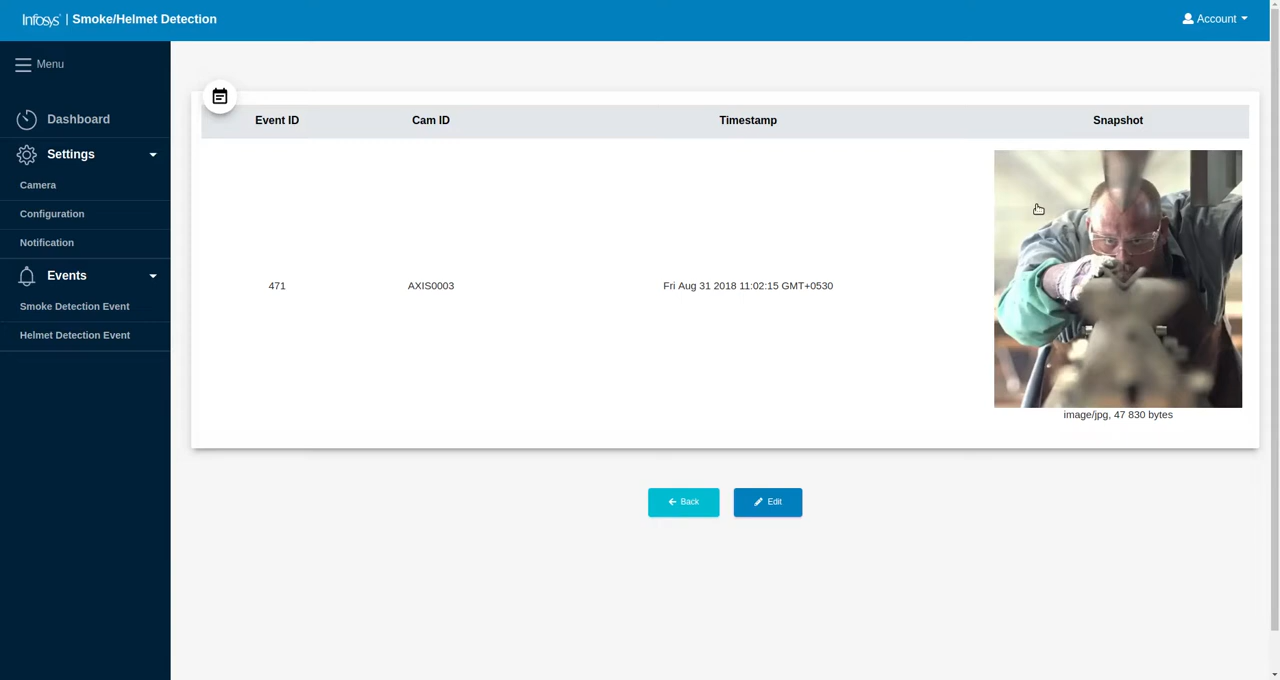 Infosys | Smoke/Helmet Detection
Account
Menu
Dashboard
Settings
Camera
Configuration
Notification
Events
Smoke Detection Event
Helmet Detection Event
Event ID Cam ID Timestamp Snapshot
471 AXIS0003 Fri Aug 31 2018 11:02:15 GMT+0530
image/jpg, 47 830 bytes
Back Edit